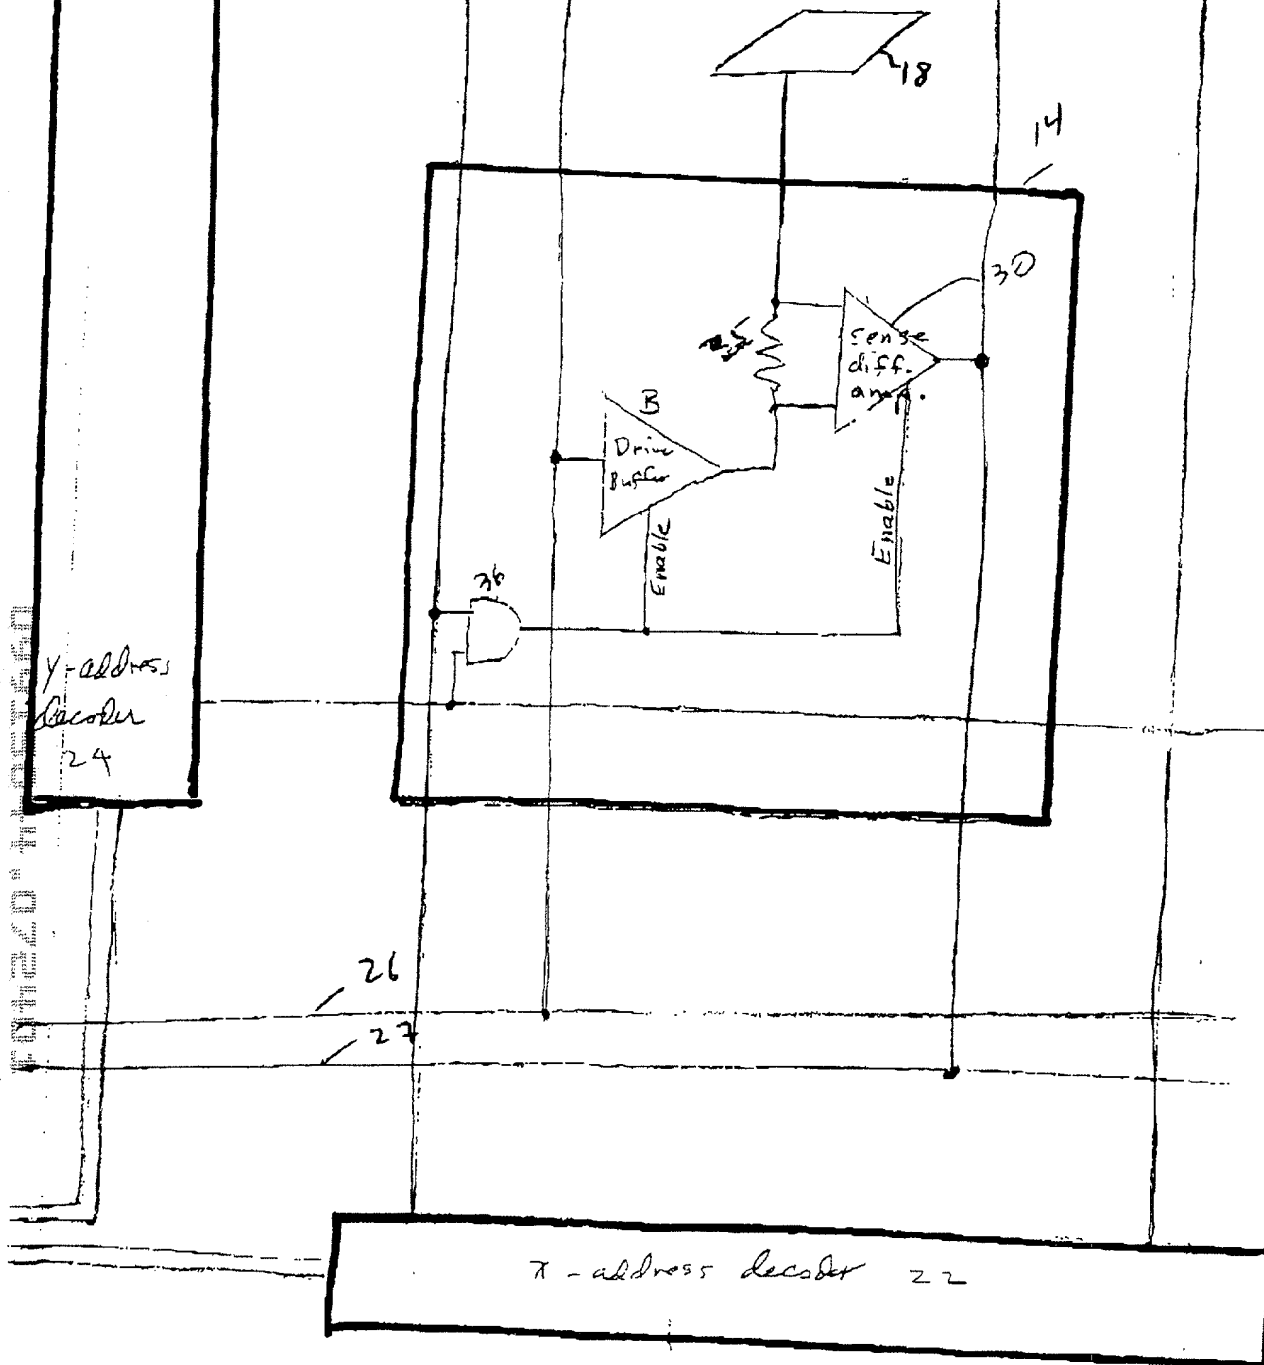 18
14
30
Sense
diff.
amp.
B
Drive
Buffer
Enable
Enable
36
Y-address
decoder
24
26
27
x-address decoder 22